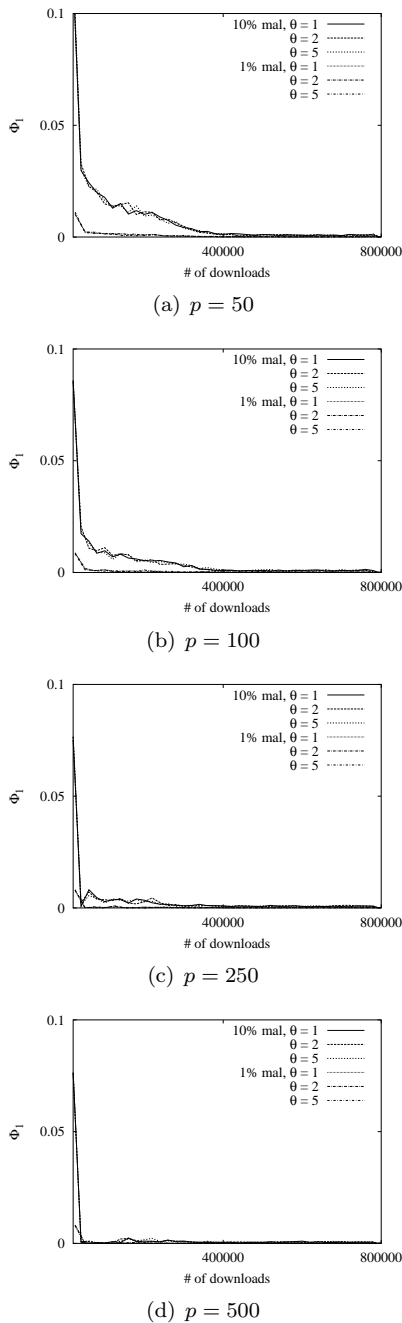 0.1
10% mal, θ = 1
θ = 2
θ = 5
1% mal, θ = 1
θ = 2
θ = 5
Φ₁
0.05
0
400000
800000
# of downloads
(a) p = 50
0.1
10% mal, θ = 1
θ = 2
θ = 5
1% mal, θ = 1
θ = 2
θ = 5
Φ₁
0.05
0
400000
800000
# of downloads
(b) p = 100
0.1
10% mal, θ = 1
θ = 2
θ = 5
1% mal, θ = 1
θ = 2
θ = 5
Φ₁
0.05
0
400000
800000
# of downloads
(c) p = 250
0.1
10% mal, θ = 1
θ = 2
θ = 5
1% mal, θ = 1
θ = 2
θ = 5
Φ₁
0.05
0
400000
800000
# of downloads
(d) p = 500